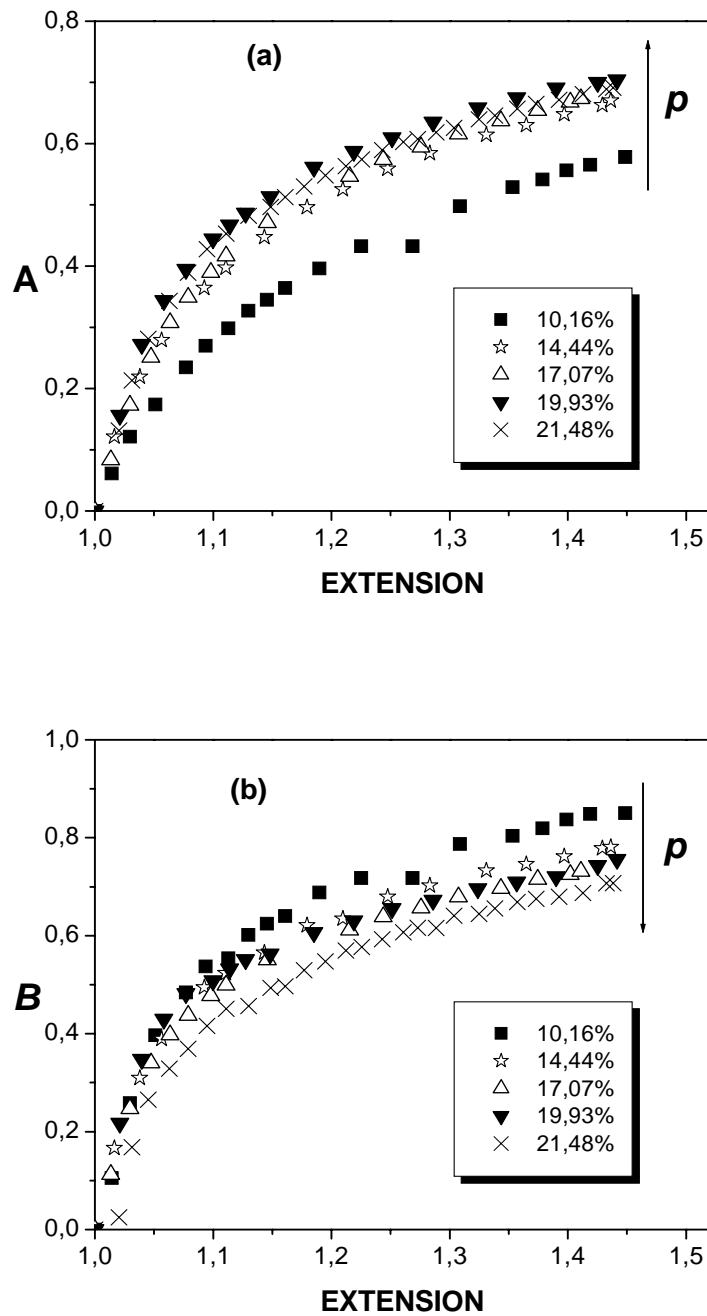 0,8
(a)
p
0,6
A
0,4
10,16%
14,44%
0,2
17,07%
19,93%
21,48%
0,0
1,0 1,1 1,2 1,3 1,4 1,5
EXTENSION
1,0
(b)
0,8
p
0,6
B
0,4
10,16%
14,44%
0,2
17,07%
19,93%
21,48%
0,0
1,0 1,1 1,2 1,3 1,4 1,5
EXTENSION